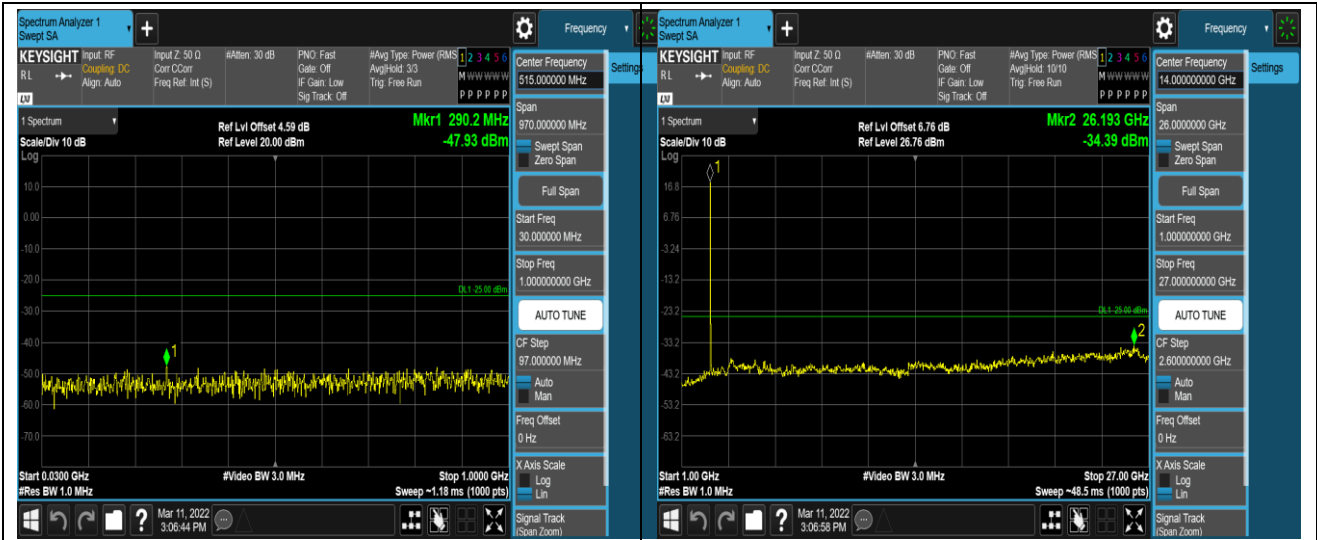 Spectrum Analyzer 1
Swept SA
+
Frequency
KEYSIGHT
Input: RF
Coupling: DC
Align: Auto
Input Z: 50 Ω
Corr CCorr
Freq Ref: Int (S)
#Atten: 30 dB
PNO: Fast
Gate: Off
IF Gain: Low
Sig Track: Off
#Avg Type: Power (RMS
Avg|Hold: 3/3
Trig: Free Run
1 2 3 4 5 6
M W W W W W
P P P P P P
RL
LXI
Center Frequency
515.000000 MHz
Settings
Span
970.000000 MHz
Swept Span
Zero Span
Full Span
Start Freq
30.000000 MHz
Stop Freq
1.000000000 GHz
AUTO TUNE
CF Step
97.000000 MHz
Auto
Man
Freq Offset
0 Hz
X Axis Scale
Log
Lin
Signal Track
(Span Zoom)
1 Spectrum
Scale/Div 10 dB
Log
Ref Lvl Offset 4.59 dB
Ref Level 20.00 dBm
Mkr1 290.2 MHz
-47.93 dBm
10.0
0.00
-10.0
-20.0
DL1 -25.00 dBm
-30.0
-40.0
1
-50.0
-60.0
-70.0
Start 0.0300 GHz
#Res BW 1.0 MHz
#Video BW 3.0 MHz
Stop 1.0000 GHz
Sweep ~1.18 ms (1000 pts)
?
Mar 11, 2022
3:06:44 PM
Spectrum Analyzer 1
Swept SA
+
Frequency
KEYSIGHT
Input: RF
Coupling: DC
Align: Auto
Input Z: 50 Ω
Corr CCorr
Freq Ref: Int (S)
#Atten: 30 dB
PNO: Fast
Gate: Off
IF Gain: Low
Sig Track: Off
#Avg Type: Power (RMS
Avg|Hold: 10/10
Trig: Free Run
1 2 3 4 5 6
M W W W W W
P P P P P P
RL
LXI
Center Frequency
14.000000000 GHz
Settings
Span
26.0000000 GHz
Swept Span
Zero Span
Full Span
Start Freq
1.000000000 GHz
Stop Freq
27.000000000 GHz
AUTO TUNE
CF Step
2.600000000 GHz
Auto
Man
Freq Offset
0 Hz
X Axis Scale
Log
Lin
Signal Track
(Span Zoom)
1 Spectrum
Scale/Div 10 dB
Log
Ref Lvl Offset 6.76 dB
Ref Level 26.76 dBm
Mkr2 26.193 GHz
-34.39 dBm
1
16.8
6.76
-3.24
-13.2
-23.2
DL1 -25.00 dBm
2
-33.2
-43.2
-53.2
-63.2
Start 1.00 GHz
#Res BW 1.0 MHz
#Video BW 3.0 MHz
Stop 27.00 GHz
Sweep ~48.5 ms (1000 pts)
?
Mar 11, 2022
3:06:58 PM